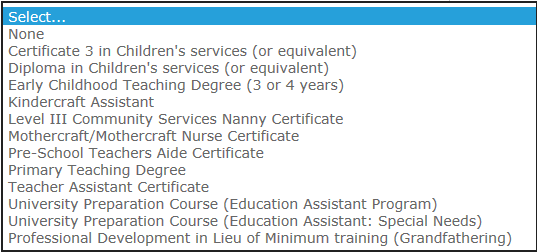 Select...
None
Certificate 3 in Children's services (or equivalent)
Diploma in Children's services (or equivalent)
Early Childhood Teaching Degree (3 or 4 years)
Kindercraft Assistant
Level III Community Services Nanny Certificate
Mothercraft/Mothercraft Nurse Certificate
Pre-School Teachers Aide Certificate
Primary Teaching Degree
Teacher Assistant Certificate
University Preparation Course (Education Assistant Program)
University Preparation Course (Education Assistant: Special Needs)
Professional Development in Lieu of Minimum training (Grandfathering)